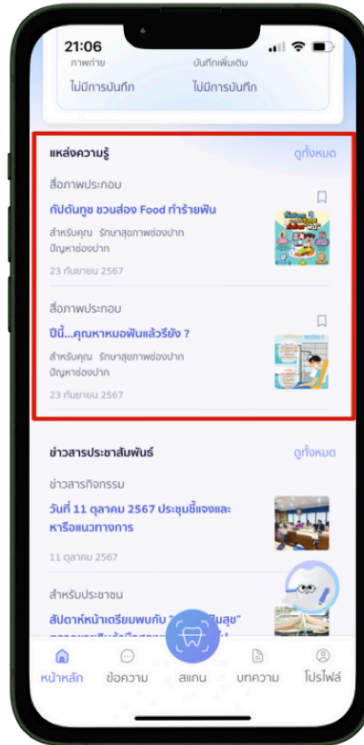 21:06
ภาพถ่าย
บันทึกเพิ่มเติม
ไม่มีการบันทึก
ไม่มีการบันทึก
แหล่งความรู้
ดูทั้งหมด
สื่อภาพประกอบ
กัปตันทูธ ชวนส่อง Food ทำร้ายฟัน
สำหรับคุณ รักษาสุขภาพช่องปาก
ปัญหาช่องปาก
23 กันยายน 2567
สื่อภาพประกอบ
ปีนี้...คุณหาหมอฟันแล้วรึยัง ?
สำหรับคุณ รักษาสุขภาพช่องปาก
ปัญหาช่องปาก
23 กันยายน 2567
ข่าวสารประชาสัมพันธ์
ดูทั้งหมด
ข่าวสารกิจกรรม
วันที่ 11 ตุลาคม 2567 ประชุมชี้แจงและ
หารือแนวทางการ
11 ตุลาคม 2567
สำหรับประชาชน
สัปดาห์หน้าเตรียมพบกับ
หน้าหลัก
ข้อความ
สแกน
บทความ
โปรไฟล์